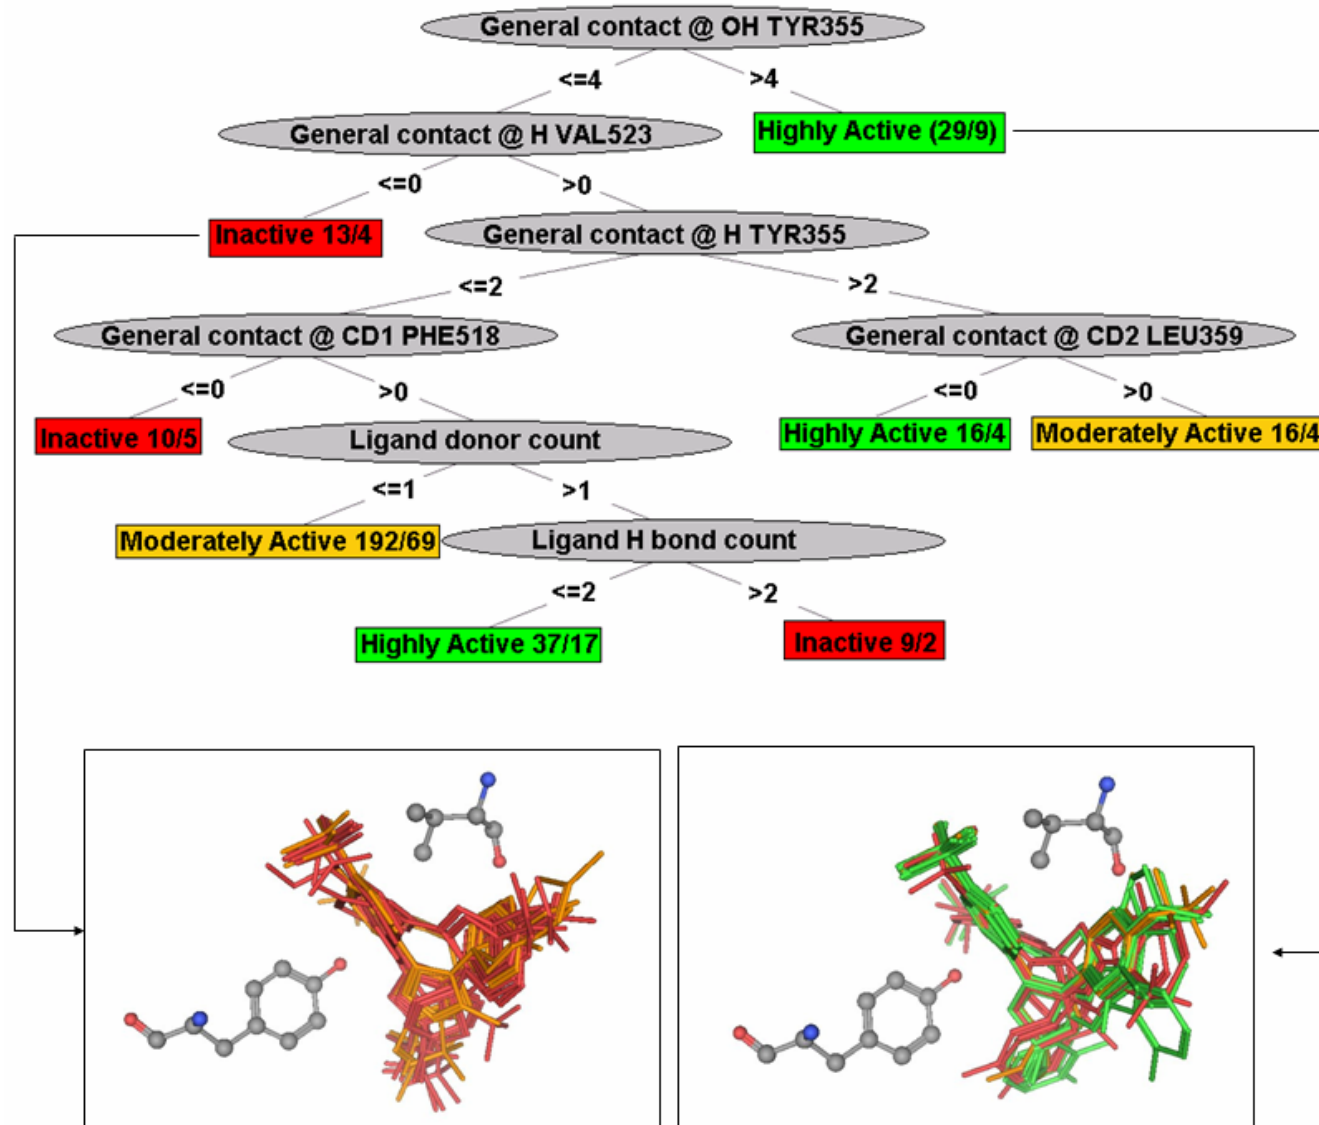 General contact @ OH TYR355
<=4
>4
General contact @ H VAL523
Highly Active (29/9)
<=0
>0
Inactive 13/4
General contact @ H TYR355
<=2
>2
General contact @ CD1 PHE518
General contact @ CD2 LEU359
<=0
>0
<=0
>0
Inactive 10/5
Ligand donor count
Highly Active 16/4
Moderately Active 16/4
<=1
>1
Moderately Active 192/69
Ligand H bond count
<=2
>2
Highly Active 37/17
Inactive 9/2